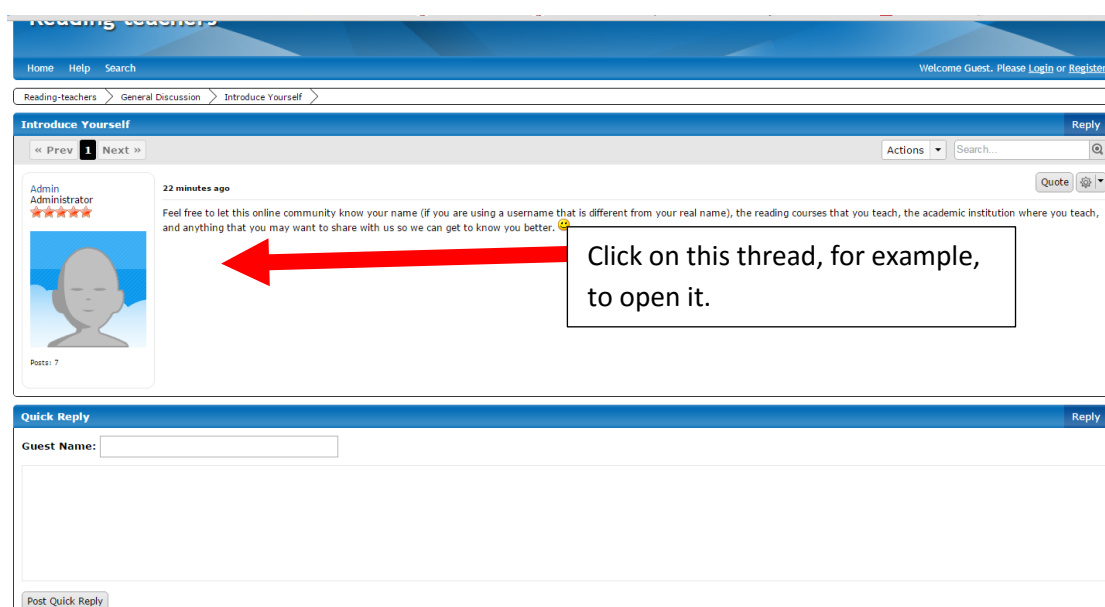 Reading-teachers
Home Help Search
Welcome Guest. Please Login or Register
Reading-teachers General Discussion Introduce Yourself
Introduce Yourself
Reply
« Prev 1 Next »
Actions
Search...
Admin
Administrator
22 minutes ago
Quote
Feel free to let this online community know your name (if you are using a username that is different from your real name), the reading courses that you teach, the academic institution where you teach,
and anything that you may want to share with us so we can get to know you better.
Click on this thread, for example,
to open it.
Posts: 7
Quick Reply
Reply
Guest Name:
Post Quick Reply